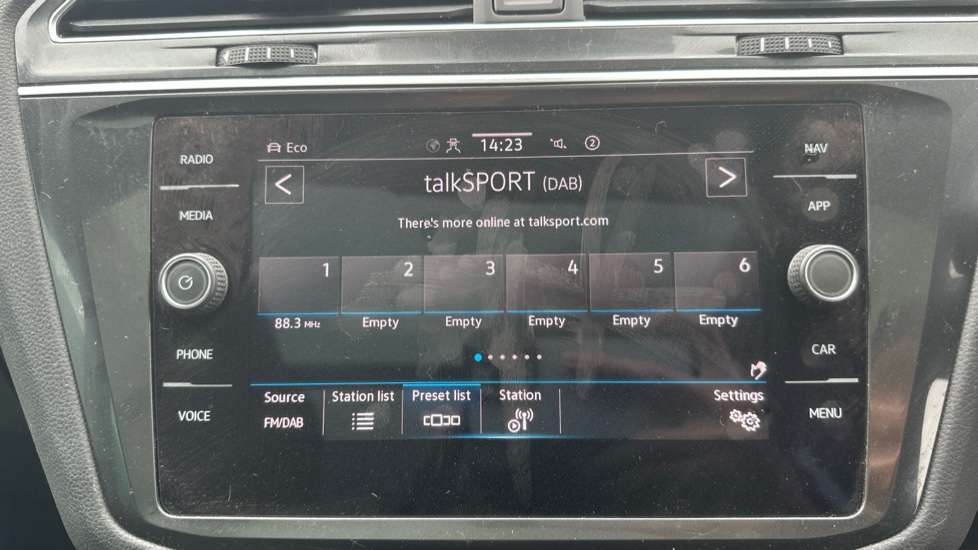 RADIO
MEDIA
PHONE
VOICE
Eco 14:23 2
talkSPORT (DAB)
There's more online at talksport.com
1 2 3 4 5 6
88.3 MHz Empty Empty Empty Empty Empty
Source Station list Preset list Station Settings
FM/DAB
NAV
APP
CAR
MENU